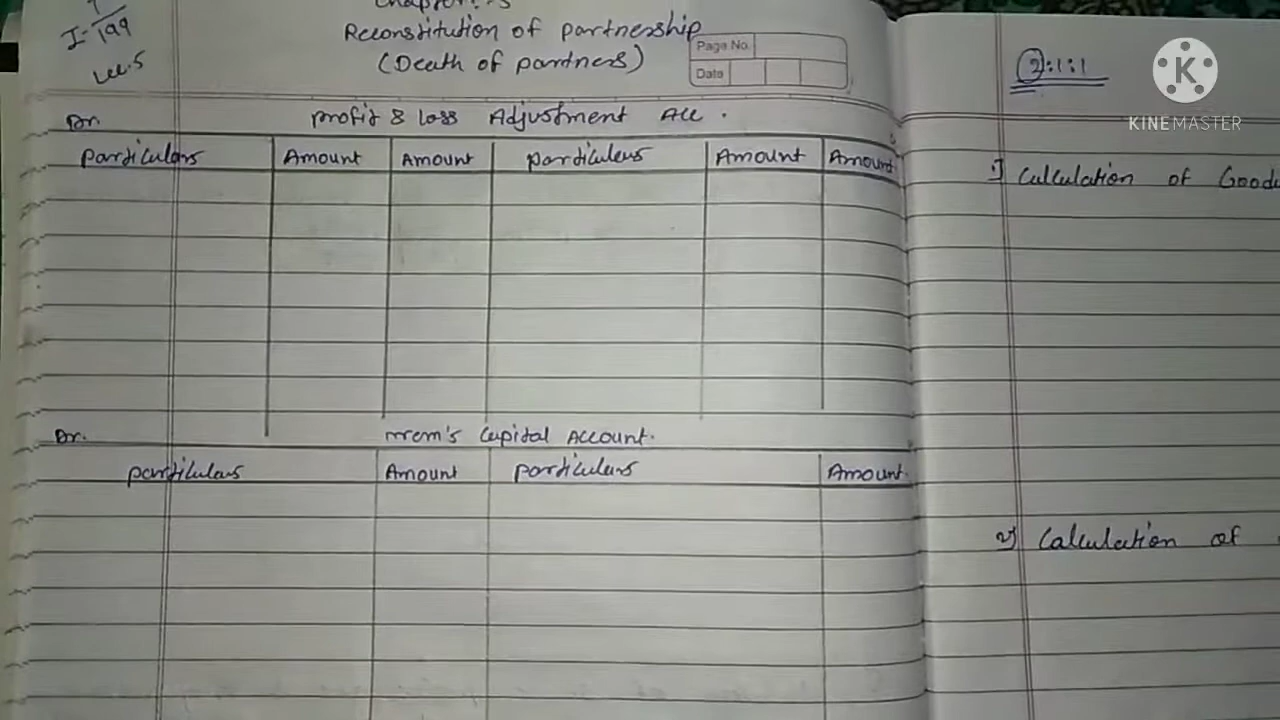 I-1/199
Lec.5
Reconstitution of partnership
(Death of partners)
Page No.
Date
Dr.
profit & Loss Adjustment Acc.
particulars Amount Amount particulars Amount Amount
Dr.
Capital Account.
particulars Amount particulars Amount
2:1:1
KINEMASTER
1] Calculation of
2] Calculation of